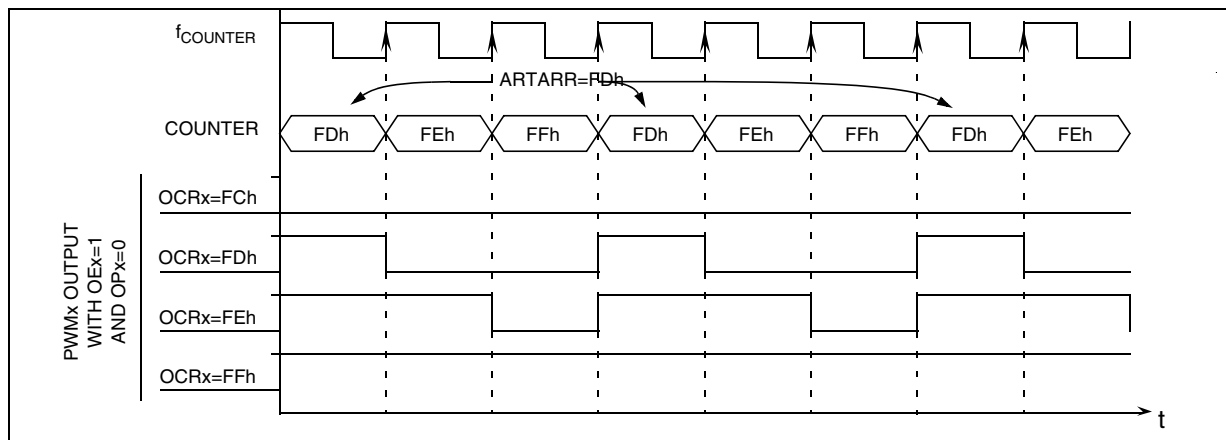 fCOUNTER
ARTARR=FDh
COUNTER
FDh FEh FFh FDh FEh FFh FDh FEh
PWMx OUTPUT
WITH OEx=1
AND OPx=0
OCRx=FCh
OCRx=FDh
OCRx=FEh
OCRx=FFh
t